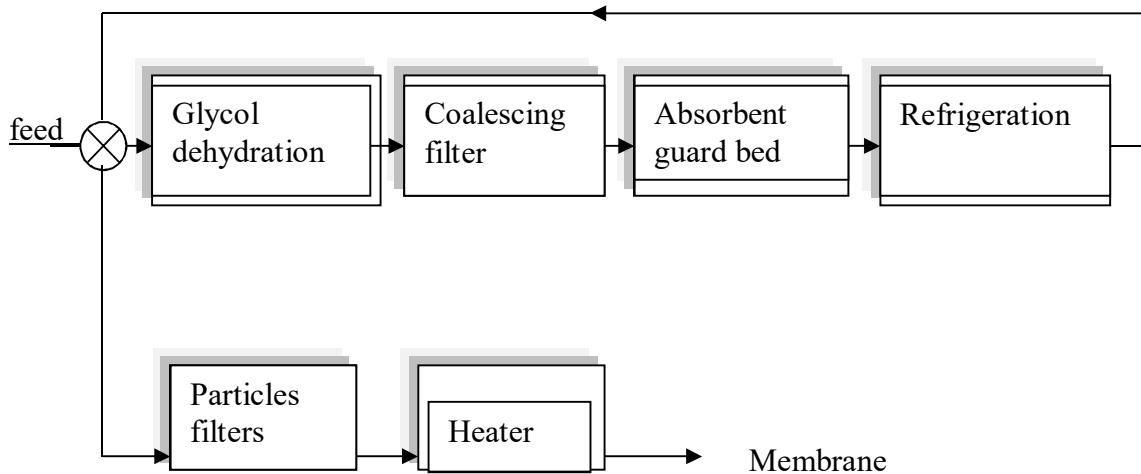 feed
Glycol
dehydration
Coalescing
filter
Absorbent
guard bed
Refrigeration
Particles
filters
Heater
Membrane